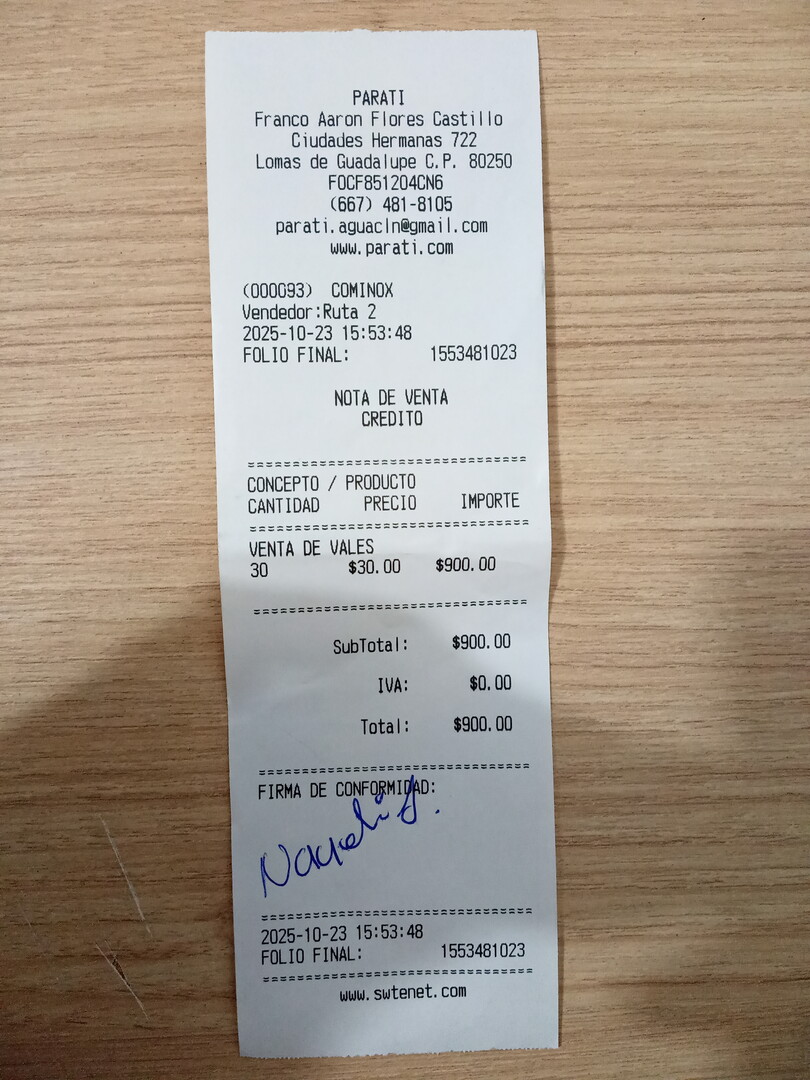 PARATI
Franco Aaron Flores Castillo
Ciudades Hermanas 722
Lomas de Guadalupe C.P. 80250
FOCF851204CN6
(667) 481-8105
parati.aguacln@gmail.com
www.parati.com
(000093) COMINOX
Vendedor:Ruta 2
2025-10-23 15:53:48
FOLIO FINAL: 1553481023
NOTA DE VENTA
CREDITO
CONCEPTO / PRODUCTO
CANTIDAD PRECIO IMPORTE
VENTA DE VALES
30 $30.00 $900.00
SubTotal: $900.00
IVA: $0.00
Total: $900.00
FIRMA DE CONFORMIDAD:
2025-10-23 15:53:48
FOLIO FINAL: 1553481023
www.swtenet.com